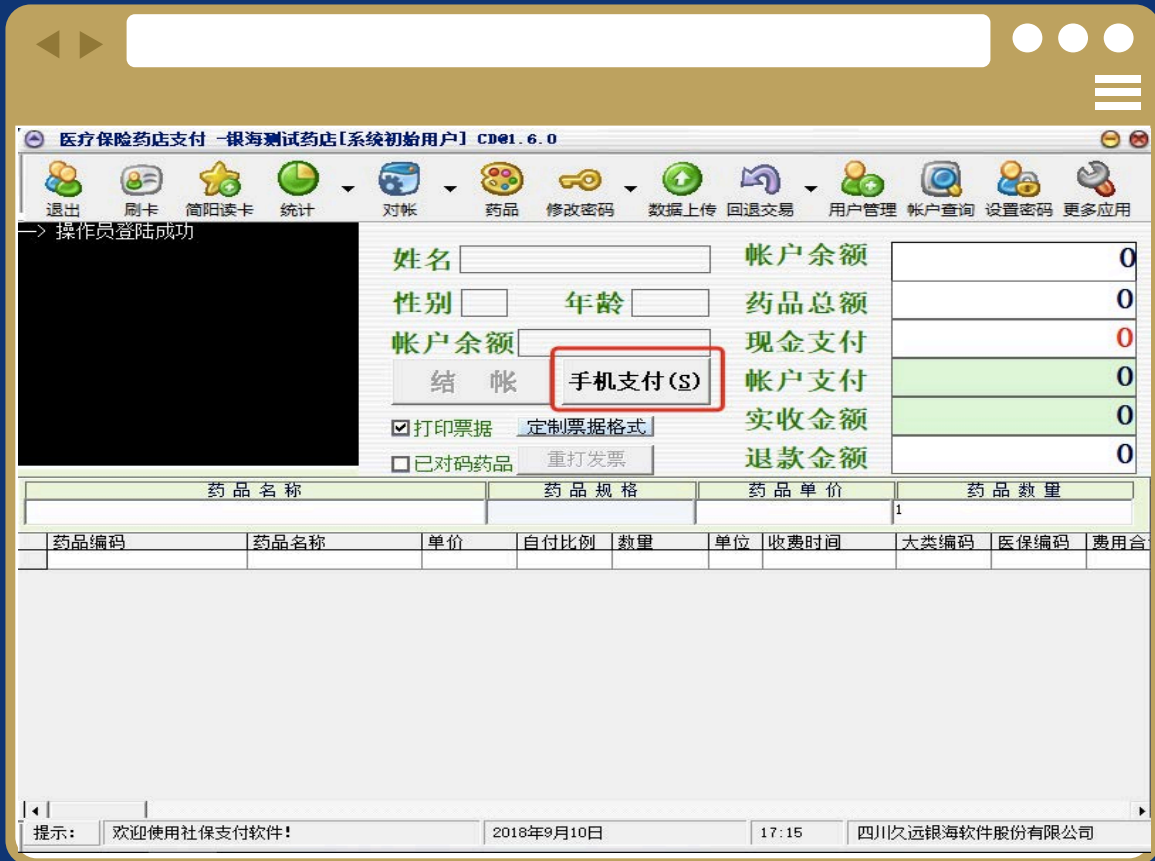 医疗保险药店支付 -银海测试药店[系统初始用户] CD@1.6.0
退出 刷卡 简阳读卡 统计 对帐 药品 修改密码 数据上传 回退交易 用户管理 帐户查询 设置密码 更多应用
—> 操作员登陆成功
姓名 帐户余额 0
性别 年龄 药品总额 0
帐户余额 现金支付 0
结 帐 手机支付(S) 帐户支付 0
打印票据 定制票据格式 实收金额 0
已对码药品 重打发票 退款金额 0
药品名称 药品规格 药品单价 药品数量
1
药品编码 药品名称 单价 自付比例 数量 单位 收费时间 大类编码 医保编码 费用合
提示: 欢迎使用社保支付软件! 2018年9月10日 17:15 四川久远银海软件股份有限公司